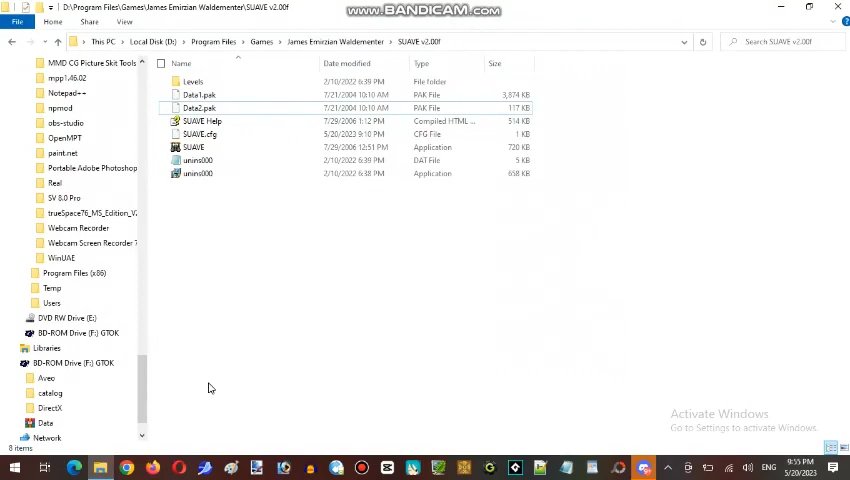 D:\Program Files\Games\James Emirzian Waldementer\SUAVE v2.00f
www.BANDICAM.com
File Home Share View
This PC Local Disk (D:) Program Files Games James Emirzian Waldementer SUAVE v2.00f Search SUAVE v2.00f
MMD CG Picture Skit Tools
mpp1.46.02
Notepad++
npmod
obs-studio
OpenMPT
paint.net
Portable Adobe Photoshop
Real
SV 8.0 Pro
trueSpace76_MS_Edition_V2
Webcam Recorder
Webcam Screen Recorder 7
WinUAE
Program Files (x86)
Temp
Users
DVD RW Drive (E:)
BD-ROM Drive (F:) GTOK
Libraries
BD-ROM Drive (F:) GTOK
Aveo
catalog
DirectX
Data
Network
Name Date modified Type Size
Levels 2/10/2022 6:39 PM File folder
Data1.pak 7/21/2004 10:10 AM PAK File 3,874 KB
Data2.pak 7/21/2004 10:10 AM PAK File 117 KB
SUAVE Help 7/29/2006 1:12 PM Compiled HTML ... 514 KB
SUAVE.cfg 5/20/2023 9:10 PM CFG File 1 KB
SUAVE 7/29/2006 12:51 PM Application 720 KB
unins000 2/10/2022 6:39 PM DAT File 5 KB
unins000 2/10/2022 6:38 PM Application 658 KB
Activate Windows
Go to Settings to activate Windows.
8 items
ENG
9:55 PM
5/20/2023